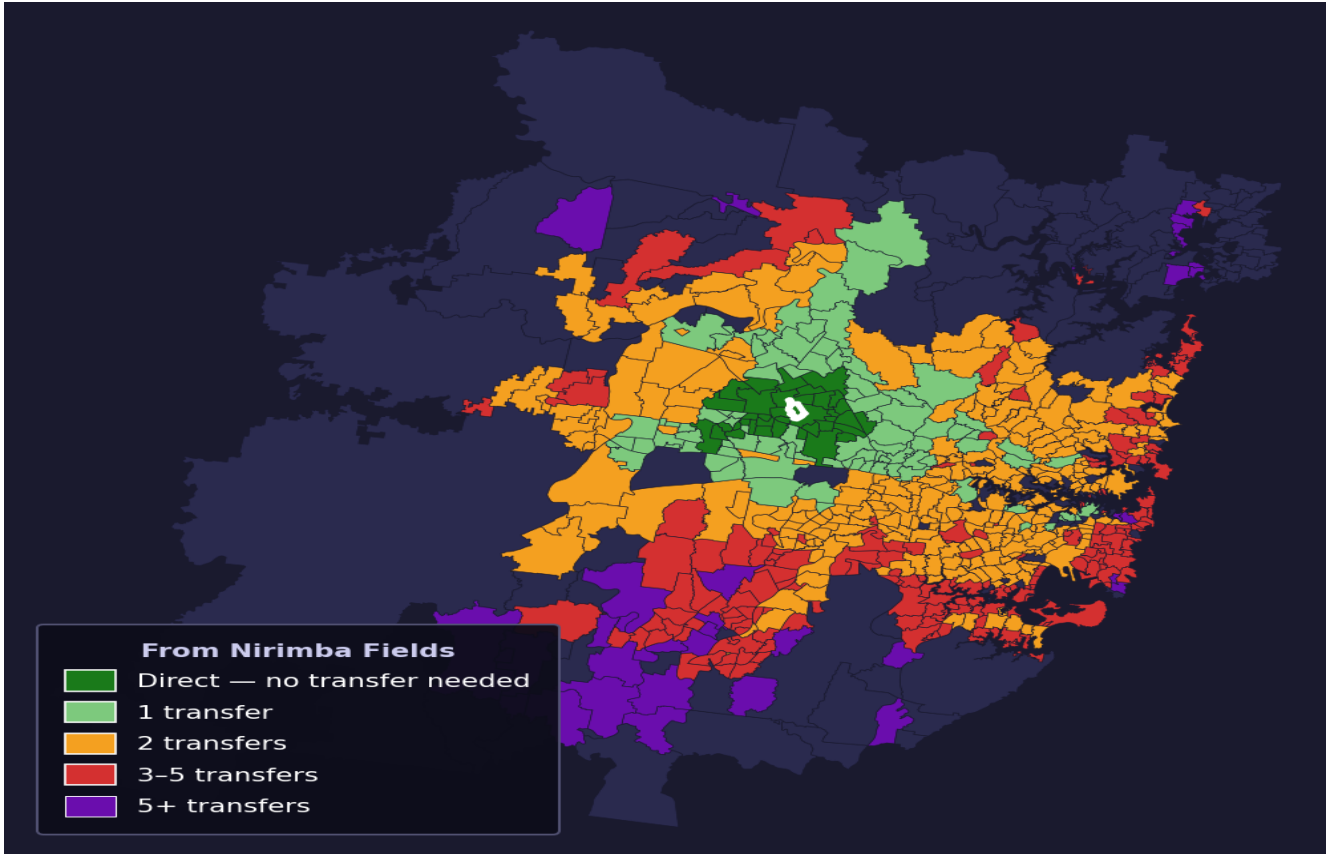 From Nirimba Fields
Direct — no transfer needed
1 transfer
2 transfers
3–5 transfers
5+ transfers